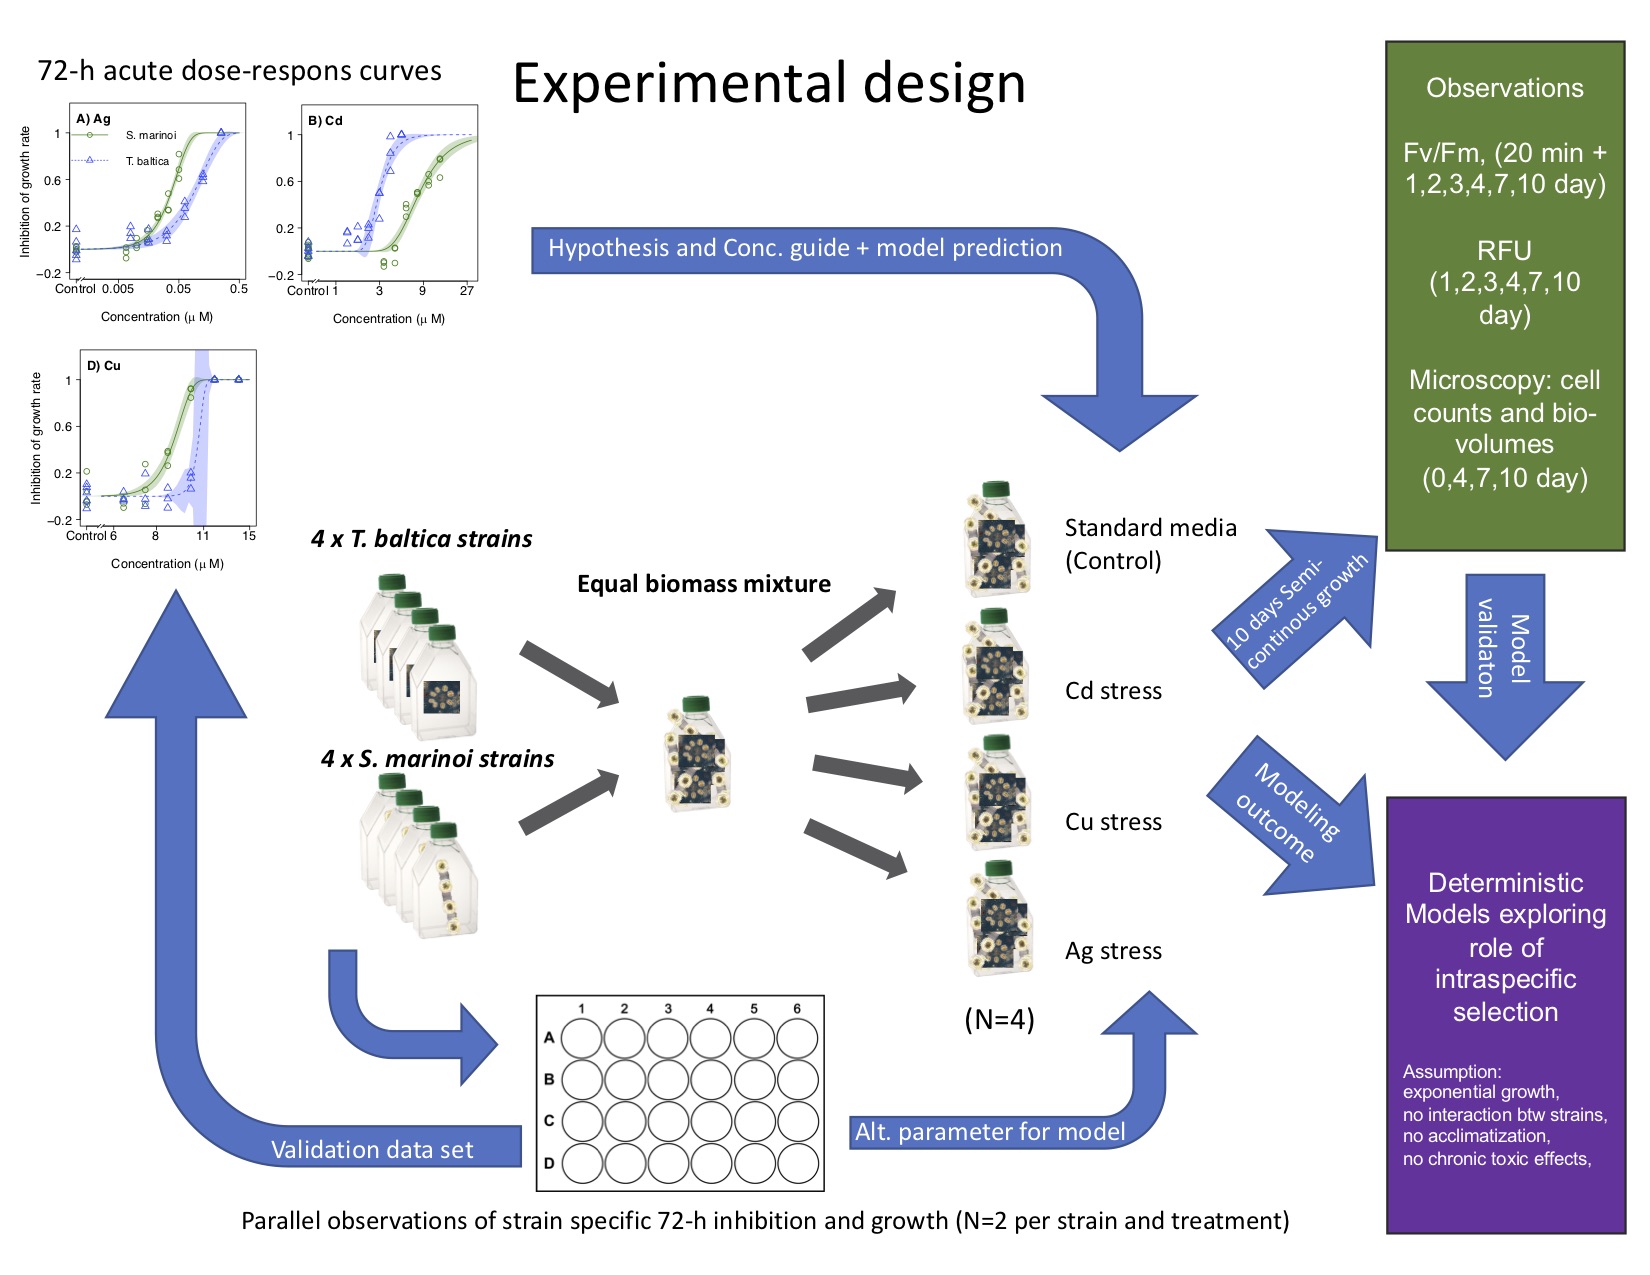 Experimental design
72-h acute dose-respons curves
A) Ag
S. marinoi
T. baltica
Inhibition of growth rate
1
0.6
0.2
−0.2
Control 0.005 0.05 0.5
Concentration (μ M)
B) Cd
1
0.6
0.2
−0.2
Control 1 3 9 27
Concentration (μ M)
D) Cu
Inhibition of growth rate
1
0.6
0.2
−0.2
Control 6 8 11 15
Concentration (μ M)
Hypothesis and Conc. guide + model prediction
4 x T. baltica strains
Equal biomass mixture
4 x S. marinoi strains
Standard media
(Control)
Cd stress
Cu stress
Ag stress
(N=4)
10 days Semi-
continous growth
Modeling
outcome
Observations
Fv/Fm, (20 min +
1,2,3,4,7,10 day)
RFU
(1,2,3,4,7,10
day)
Microscopy: cell
counts and bio-
volumes
(0,4,7,10 day)
Model
validaton
Deterministic
Models exploring
role of
intraspecific
selection
Assumption:
exponential growth,
no interaction btw strains,
no acclimatization,
no chronic toxic effects,
Validation data set
1 2 3 4 5 6
A
B
C
D
Alt. parameter for model
Parallel observations of strain specific 72-h inhibition and growth (N=2 per strain and treatment)